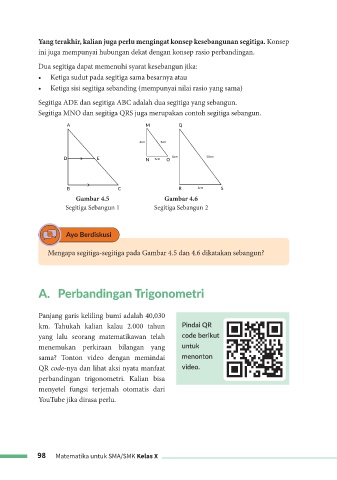 Yang terakhir, kalian juga perlu mengingat konsep kesebangunan segitiga. Konsep
ini juga mempunyai hubungan dekat dengan konsep rasio perbandingan.
Dua segitiga dapat memenuhi syarat kesebangun jika:
• Ketiga sudut pada segitiga sama besarnya atau
• Ketiga sisi segitiga sebanding (mempunyai nilai rasio yang sama)
Segitiga ADE dan segitiga ABC adalah dua segitiga yang sebangun.
Segitiga MNO dan segitiga QRS juga merupakan contoh segitiga sebangun.
A
M
Q
D
E
N
O
B
C
R
S
Gambar 4.5
Segitiga Sebangun 1
Gambar 4.6
Segitiga Sebangun 2
Ayo Berdiskusi
Mengapa segitiga-segitiga pada Gambar 4.5 dan 4.6 dikatakan sebangun?
A. Perbandingan Trigonometri
Panjang garis keliling bumi adalah 40,030
km. Tahukah kalian kalau 2.000 tahun
yang lalu seorang matematikawan telah
menemukan perkiraan bilangan yang
sama? Tonton video dengan memindai
QR code-nya dan lihat aksi nyata manfaat
perbandingan trigonometri. Kalian bisa
menyetel fungsi terjemah otomatis dari
YouTube jika dirasa perlu.
Pindai QR
code berikut
untuk
menonton
video.
98 Matematika untuk SMA/SMK Kelas X